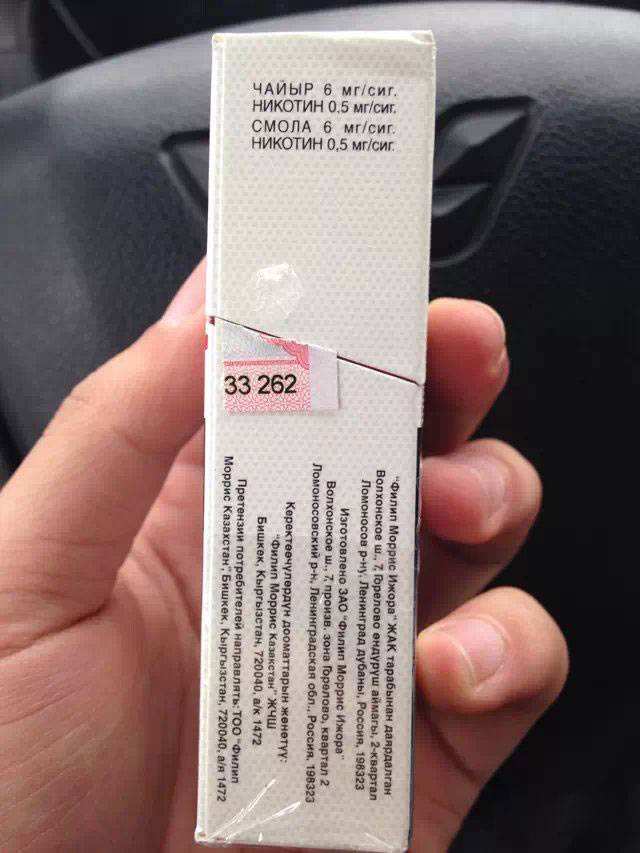 ЧАЙЫР 6 мг/сиг.
НИКОТИН 0,5 мг/сиг.
СМОЛА 6 мг/сиг.
НИКОТИН 0,5 мг/сиг.
33 262
"Филип Моррис Ижора" ЖАК тарабынан даярдалган
Волхонское ш., 7, Горелово өндүрүш аймагы, 2-квартал
Ломоносов р-ну, Ленинград дубаны, Россия, 198323
Изготовлено ЗАО "Филип Моррис Ижора"
Волхонское ш., 7, произв. зона Горелово, квартал 2
Ломоносовский р-н, Ленинградская обл., Россия, 198323
Керектөөчүлөрдүн дооматтарын жөнөтүү:
"Филип Моррис Казакстан" ЖЧШ
Бишкек, Кыргызстан, 720040, а/к 1472
Претензии потребителей направлять: ТОО "Филип
Моррис Казахстан", Бишкек, Кыргызстан, 720040, а/я 1472